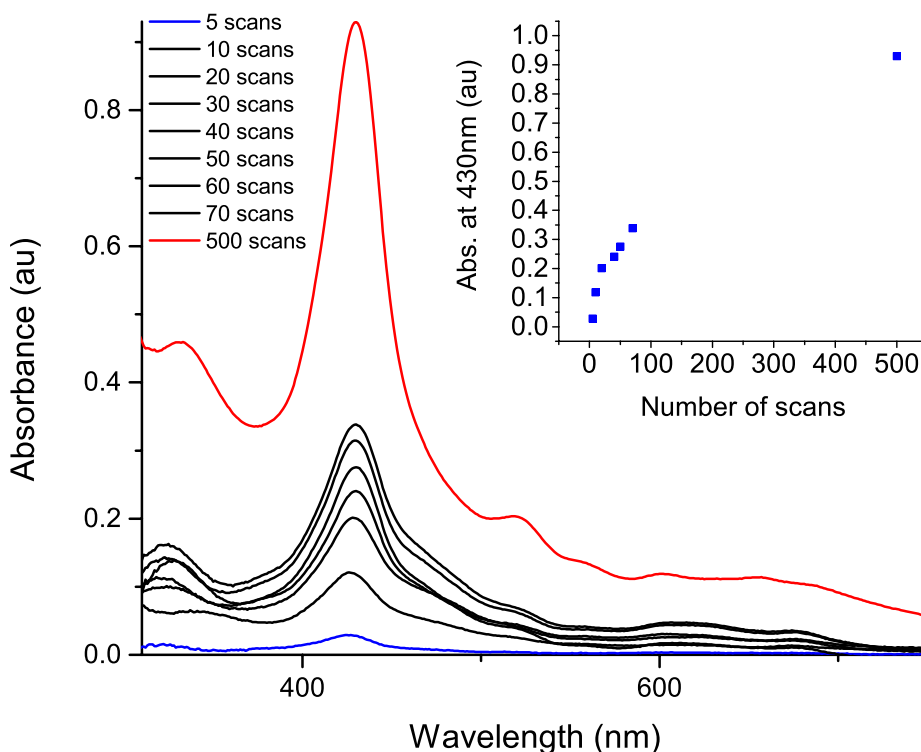 5 scans
10 scans
20 scans
30 scans
40 scans
50 scans
60 scans
70 scans
500 scans
0.8
0.6
0.4
0.2
0.0
Absorbance (au)
400
600
Wavelength (nm)
1.0
0.9
0.8
0.7
0.6
0.5
0.4
0.3
0.2
0.1
0.0
Abs. at 430nm (au)
0 100 200 300 400 500
Number of scans